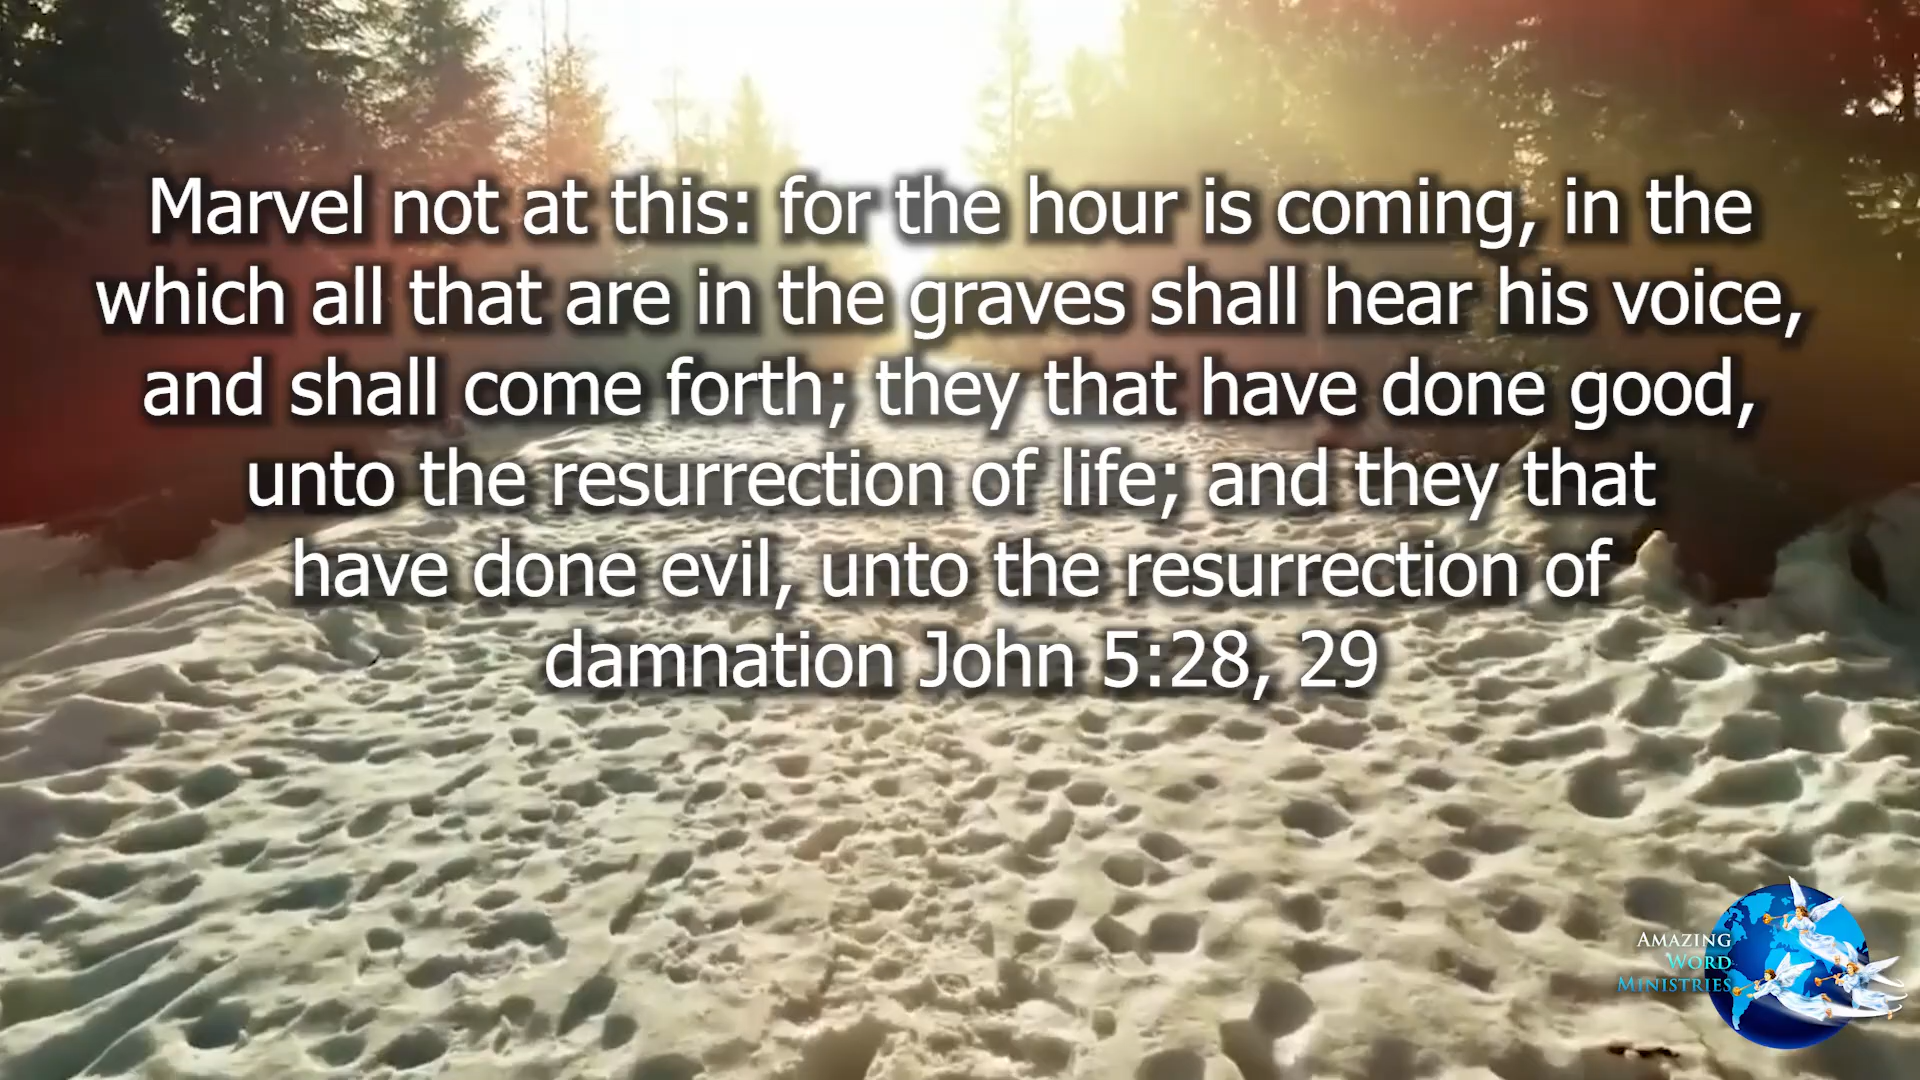 Marvel not at this: for the hour is coming, in the
which all that are in the graves shall hear his voice,
and shall come forth; they that have done good,
unto the resurrection of life; and they that
have done evil, unto the resurrection of
damnation John 5:28, 29
AMAZING
WORD
MINISTRIES